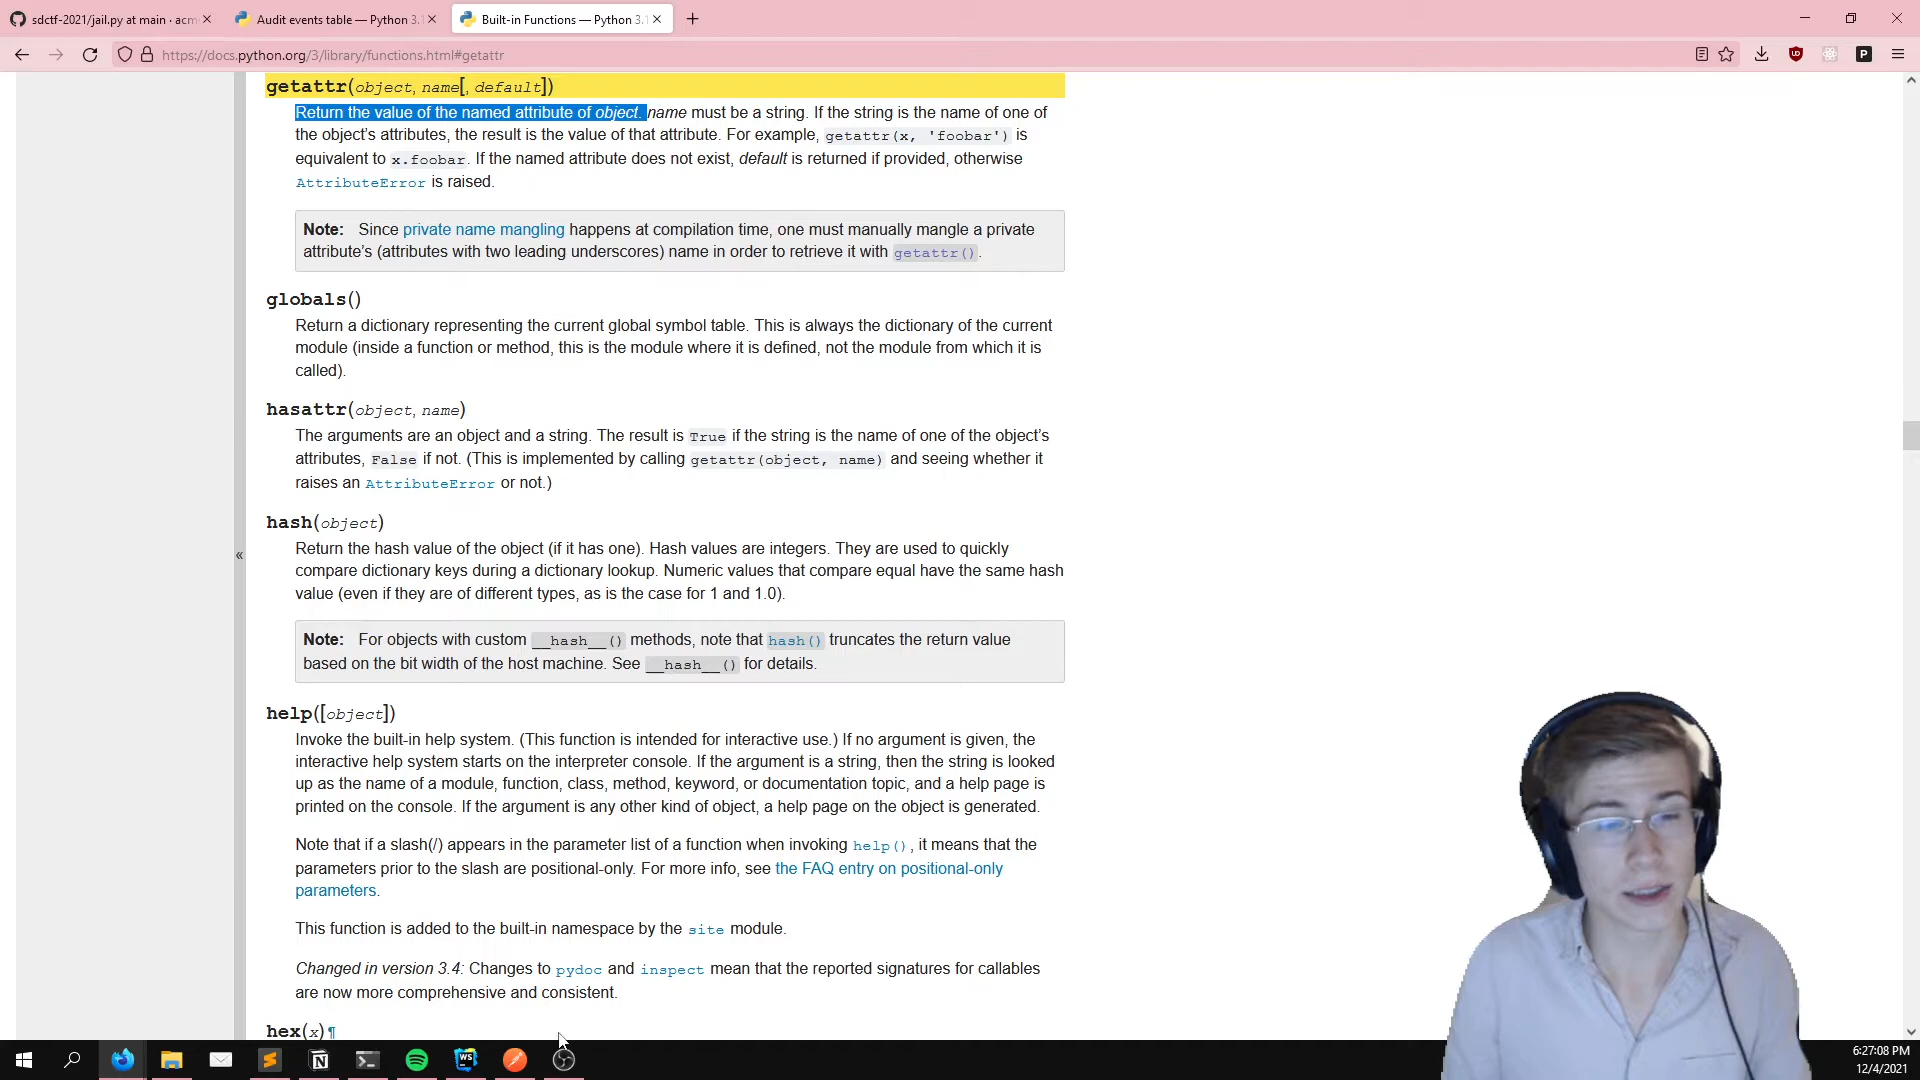 sdctf-2021/jail.py at main · acm
Audit events table — Python 3.
Built-in Functions — Python 3.1
https://docs.python.org/3/library/functions.html#getattr
getattr(object, name[, default])
Return the value of the named attribute of object. name must be a string. If the string is the name of one of
the object's attributes, the result is the value of that attribute. For example, getattr(x, 'foobar') is
equivalent to x.foobar. If the named attribute does not exist, default is returned if provided, otherwise
AttributeError is raised.
Note: Since private name mangling happens at compilation time, one must manually mangle a private
attribute's (attributes with two leading underscores) name in order to retrieve it with getattr().
globals()
Return a dictionary representing the current global symbol table. This is always the dictionary of the current
module (inside a function or method, this is the module where it is defined, not the module from which it is
called).
hasattr(object, name)
The arguments are an object and a string. The result is True if the string is the name of one of the object's
attributes, False if not. (This is implemented by calling getattr(object, name) and seeing whether it
raises an AttributeError or not.)
hash(object)
Return the hash value of the object (if it has one). Hash values are integers. They are used to quickly
compare dictionary keys during a dictionary lookup. Numeric values that compare equal have the same hash
value (even if they are of different types, as is the case for 1 and 1.0).
Note: For objects with custom __hash__() methods, note that hash() truncates the return value
based on the bit width of the host machine. See __hash__() for details.
help([object])
Invoke the built-in help system. (This function is intended for interactive use.) If no argument is given, the
interactive help system starts on the interpreter console. If the argument is a string, then the string is looked
up as the name of a module, function, class, method, keyword, or documentation topic, and a help page is
printed on the console. If the argument is any other kind of object, a help page on the object is generated.
Note that if a slash(/) appears in the parameter list of a function when invoking help(), it means that the
parameters prior to the slash are positional-only. For more info, see the FAQ entry on positional-only
parameters.
This function is added to the built-in namespace by the site module.
Changed in version 3.4: Changes to pydoc and inspect mean that the reported signatures for callables
are now more comprehensive and consistent.
hex(x)¶
6:27:08 PM
12/4/2021